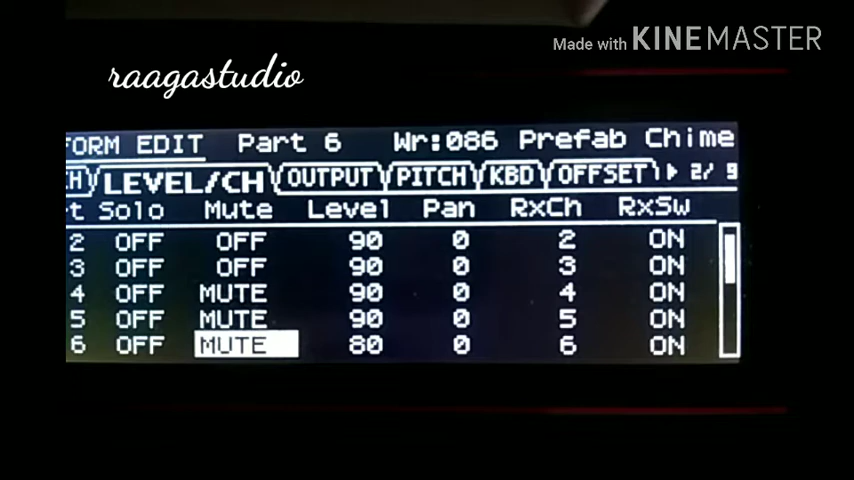 Made with KINEMASTER
raagastudio
FORM EDIT Part 6 Wr:086 Prefab Chime
H LEVEL/CH OUTPUT PITCH KBD OFFSET 2/ 9
t Solo Mute Level Pan RxCh RxSw
2 OFF OFF 90 0 2 ON
3 OFF OFF 90 0 3 ON
4 OFF MUTE 90 0 4 ON
5 OFF MUTE 90 0 5 ON
6 OFF MUTE 80 0 6 ON